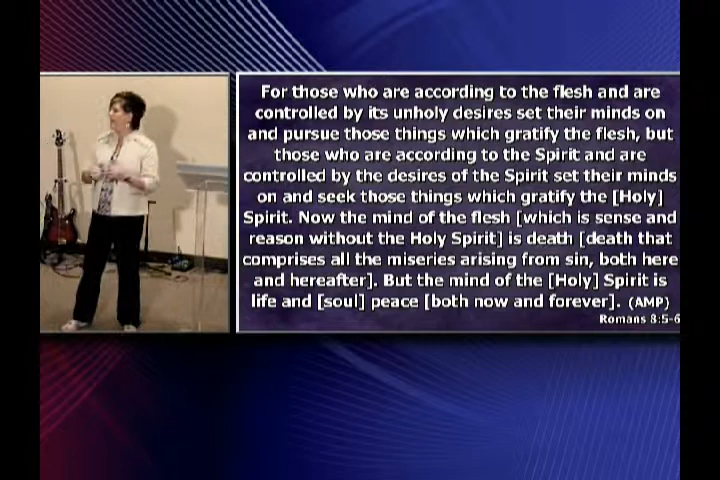 For those who are according to the flesh and are
controlled by its unholy desires set their minds on
and pursue those things which gratify the flesh, but
those who are according to the Spirit and are
controlled by the desires of the Spirit set their minds
on and seek those things which gratify the [Holy]
Spirit. Now the mind of the flesh [which is sense and
reason without the Holy Spirit] is death [death that
comprises all the miseries arising from sin, both here
and hereafter]. But the mind of the [Holy] Spirit is
life and [soul] peace [both now and forever]. (AMP)
Romans 8:5-6